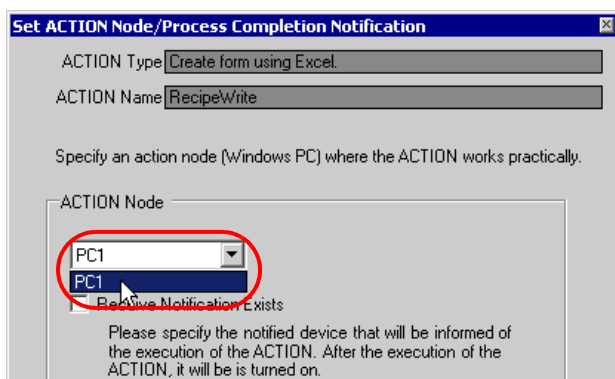 Set ACTION Node/Process Completion Notification
ACTION Type Create form using Excel.
ACTION Name RecipeWrite
Specify an action node (Windows PC) where the ACTION works practically.
ACTION Node
PC1
PC1
Receive Notification Exists
Please specify the notified device that will be informed of
the execution of the ACTION. After the execution of the
ACTION, it will be is turned on.